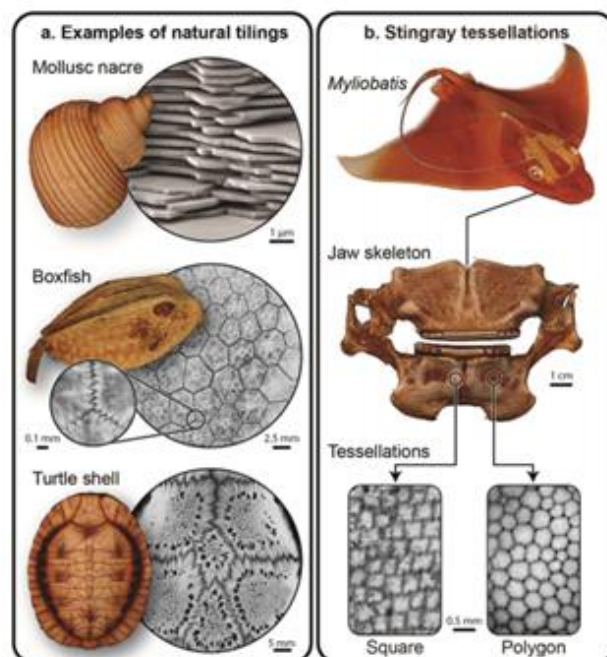 a. Examples of natural tilings
Mollusc nacre
1 µm
Boxfish
0.1 mm
2.5 mm
Turtle shell
5 mm
b. Stingray tessellations
Myliobatis
Jaw skeleton
1 cm
Tessellations
0.5 mm
Square
Polygon